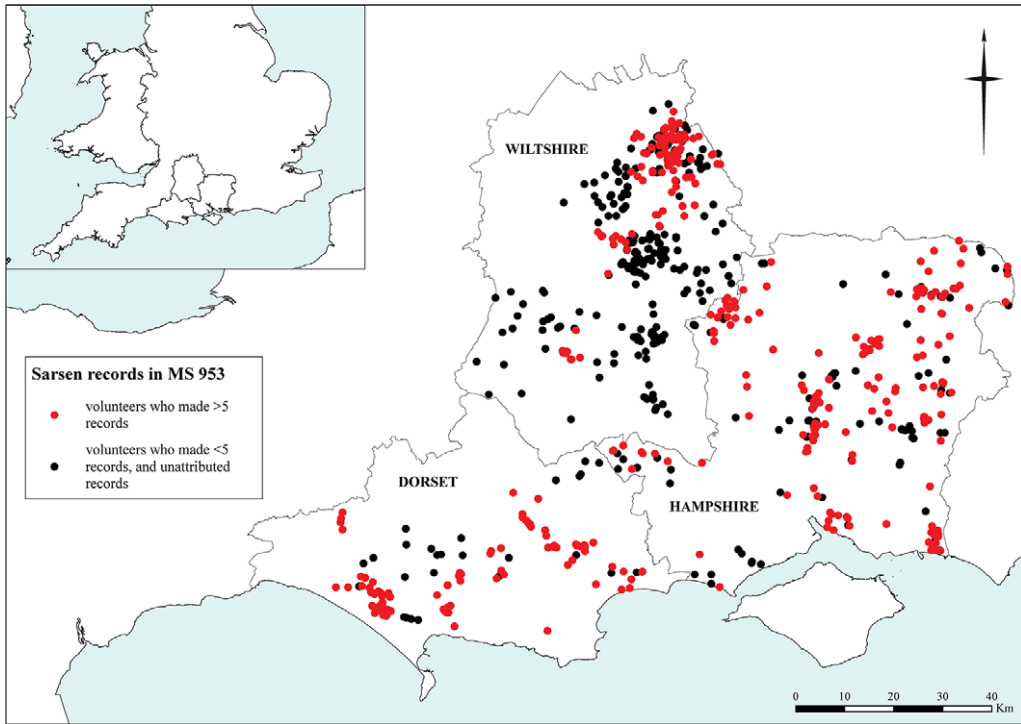 WILTSHIRE
Sarsen records in MS 953
volunteers who made >5
records
volunteers who made <5
records, and unattributed
records
DORSET
HAMPSHIRE
0 10 20 30 40
Km